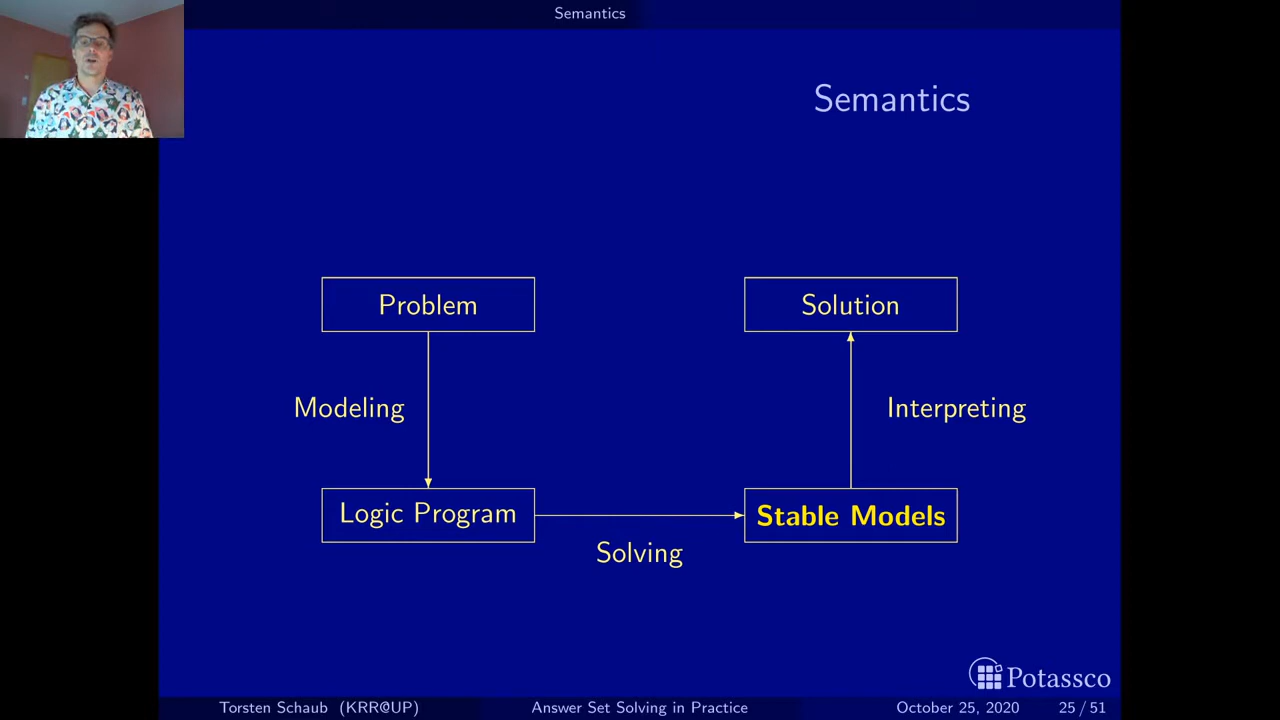 Semantics
Semantics
Problem
Solution
Modeling
Interpreting
Logic Program
Stable Models
Solving
Potassco
Torsten Schaub (KRR@UP)
Answer Set Solving in Practice
October 25, 2020
25 / 51